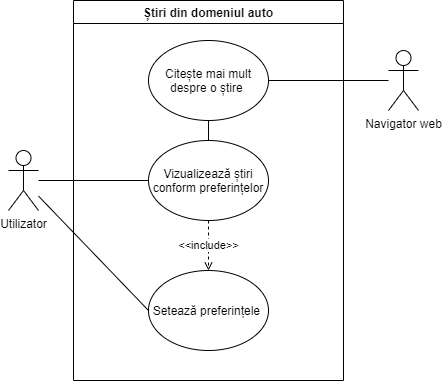 Știri din domeniul auto
Citește mai mult
despre o știre
Navigator web
Vizualizează știri
conform preferințelor
Utilizator
<<include>>
Setează preferințele